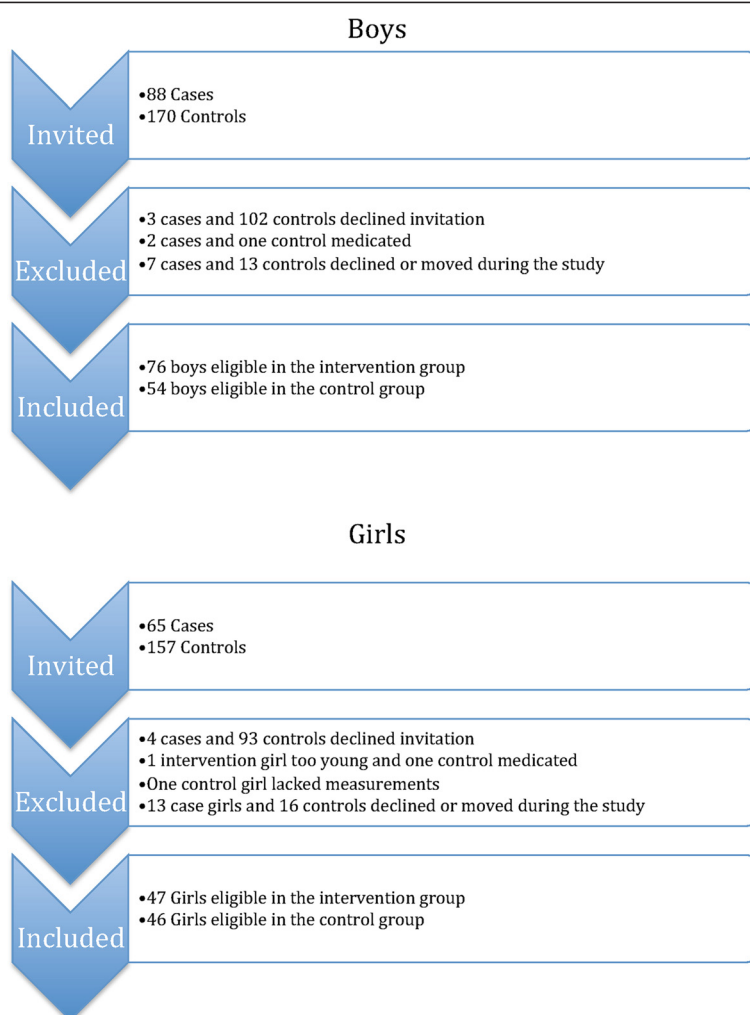 Boys
Invited
•88 Cases
•170 Controls
Excluded
•3 cases and 102 controls declined invitation
•2 cases and one control medicated
•7 cases and 13 controls declined or moved during the study
Included
•76 boys eligible in the intervention group
•54 boys eligible in the control group
Girls
Invited
•65 Cases
•157 Controls
Excluded
•4 cases and 93 controls declined invitation
•1 intervention girl too young and one control medicated
•One control girl lacked measurements
•13 case girls and 16 controls declined or moved during the study
Included
•47 Girls eligible in the intervention group
•46 Girls eligible in the control group